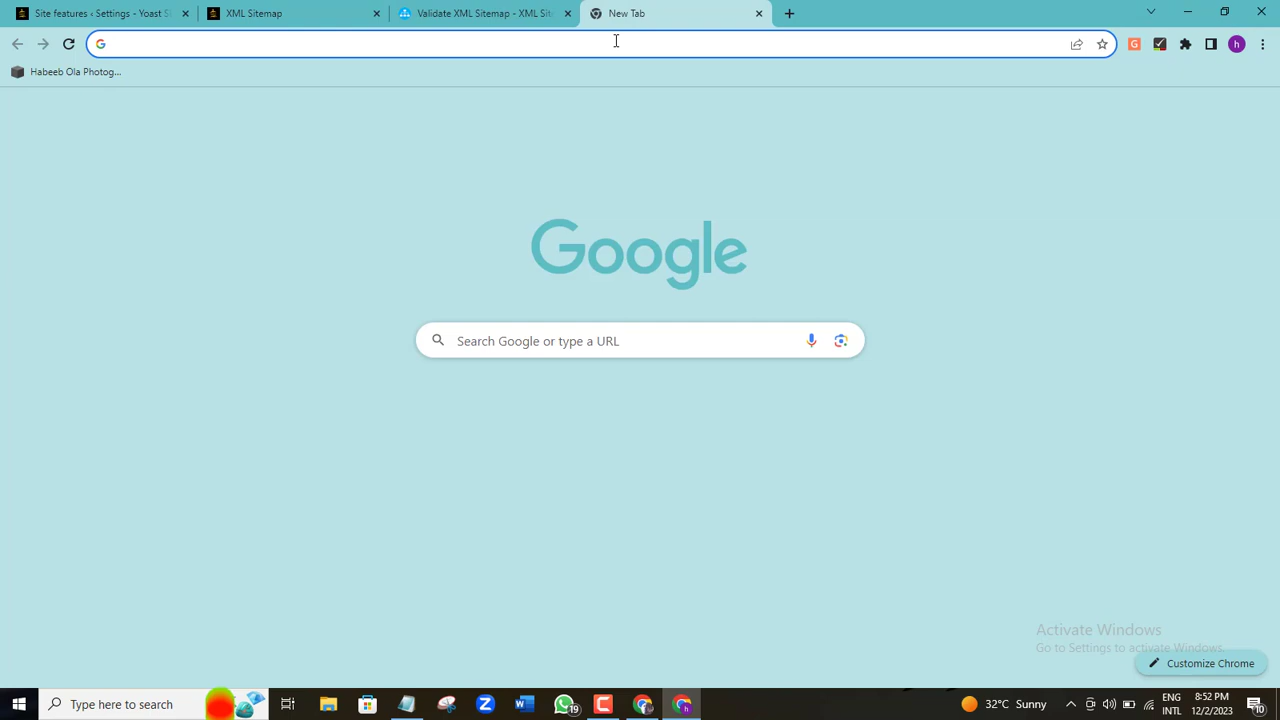 Site features ‹ Settings - Yoast S
XML Sitemap
Validate XML Sitemap - XML Sit
New Tab
Habeeb Ola Photog...
Google
Search Google or type a URL
Activate Windows
Go to Settings to activate Windows.
Customize Chrome
Type here to search
19
32°C Sunny
ENG
INTL
8:52 PM
12/2/2023
10